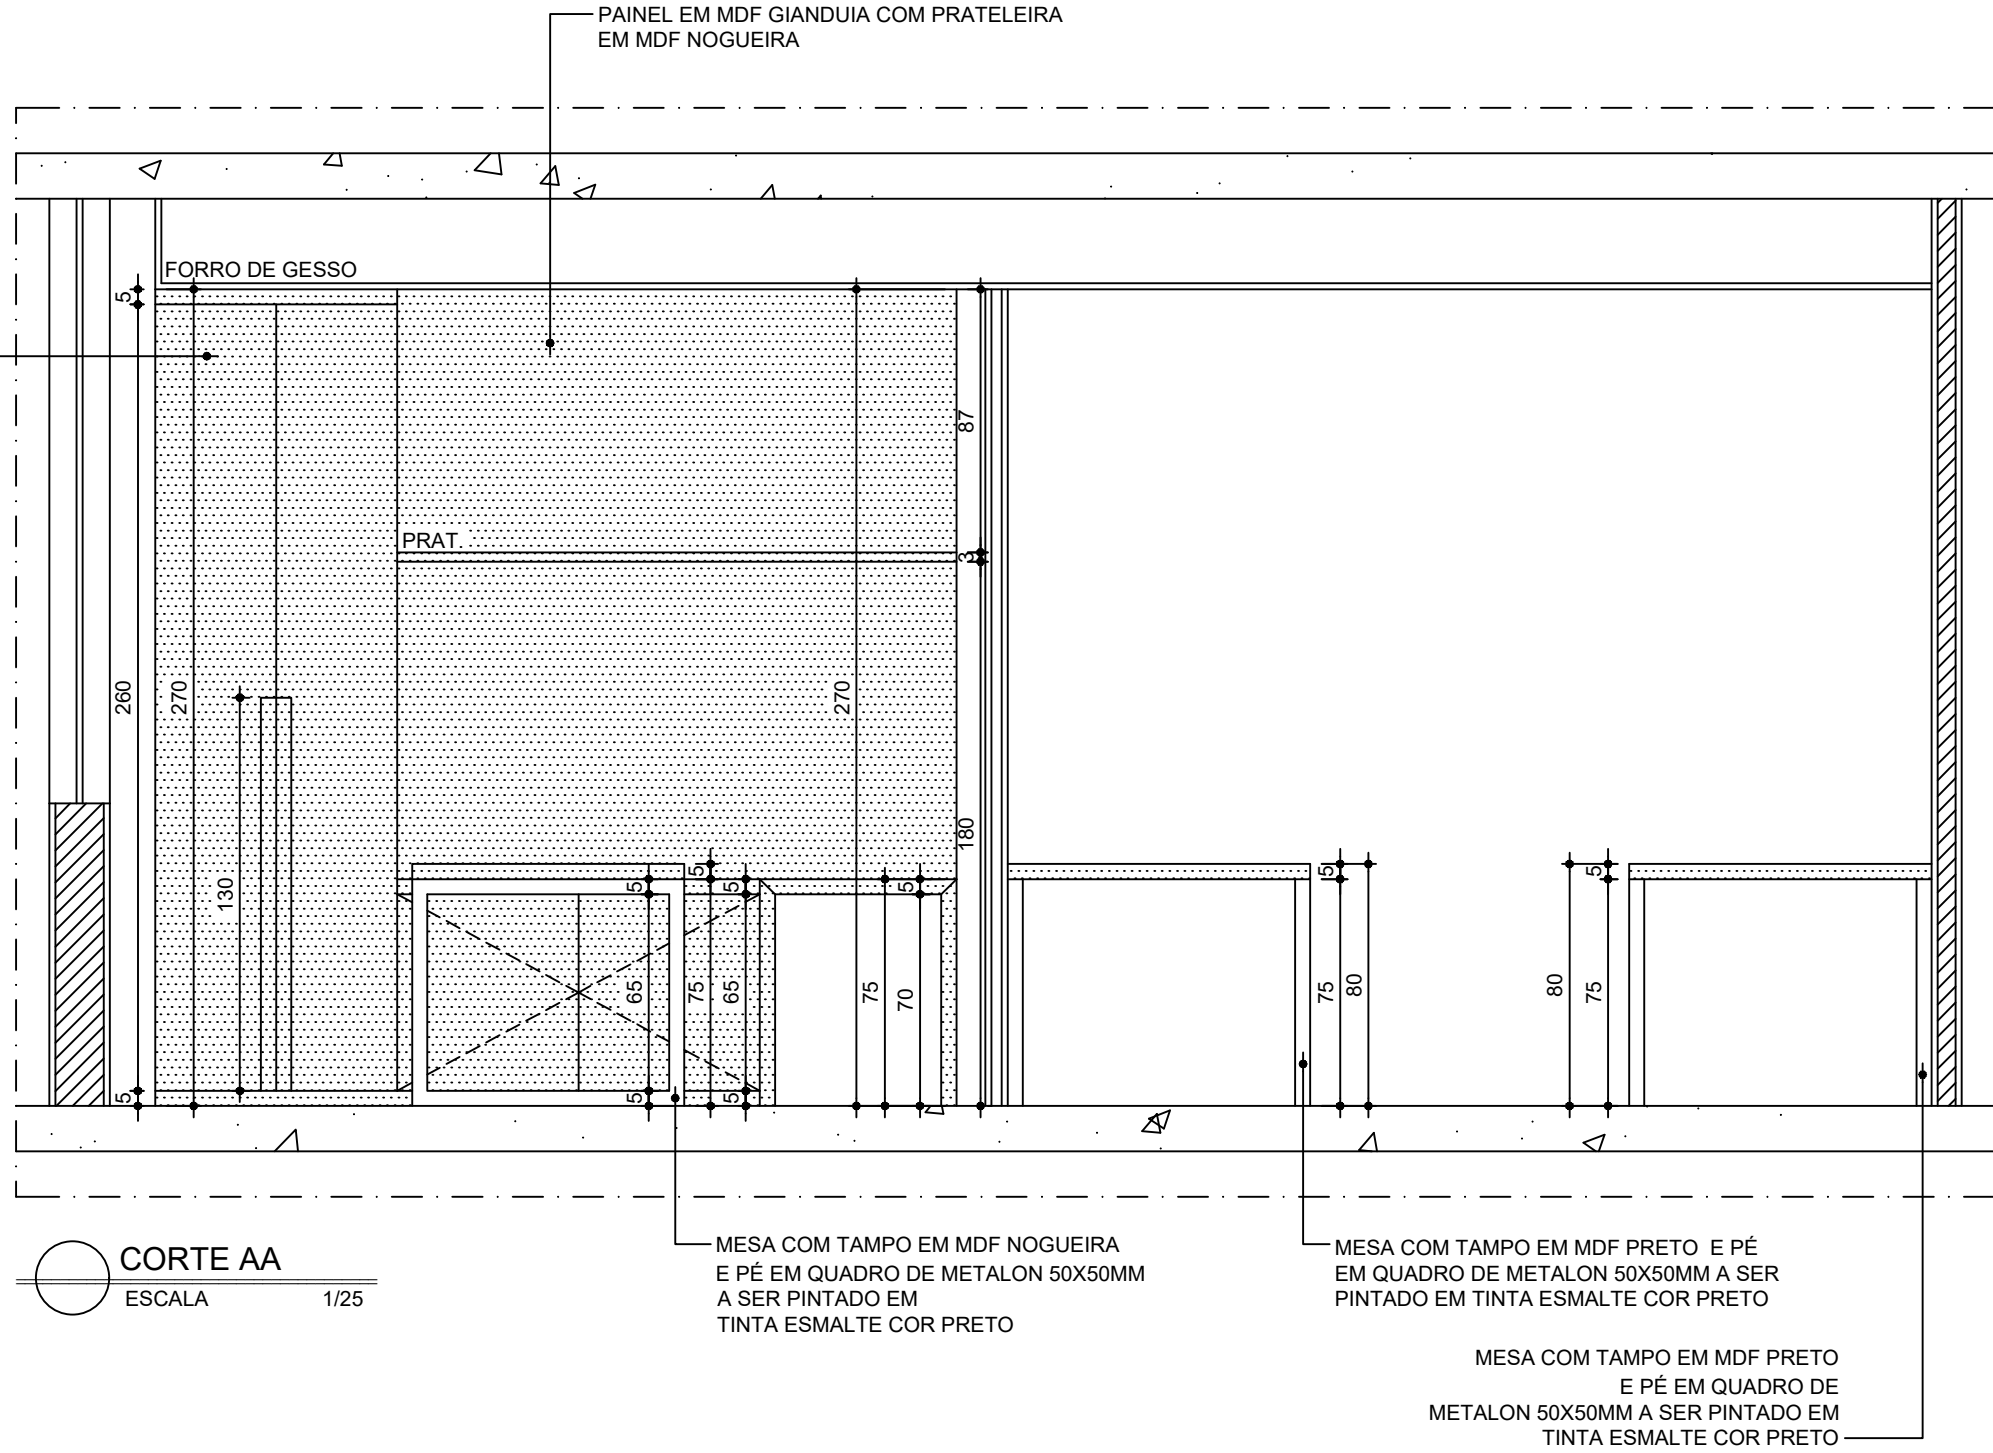 PAINEL EM MDF GIANDUIA COM PRATELEIRA
EM MDF NOGUEIRA
FORRO DE GESSO
5
87
PRAT.
3
260
270
270
180
130
5
5
5
5
5
5
65
75
65
75
70
75
80
80
75
5
5
5
CORTE AA
ESCALA 1/25
MESA COM TAMPO EM MDF NOGUEIRA
E PÉ EM QUADRO DE METALON 50X50MM
A SER PINTADO EM
TINTA ESMALTE COR PRETO
MESA COM TAMPO EM MDF PRETO E PÉ
EM QUADRO DE METALON 50X50MM A SER
PINTADO EM TINTA ESMALTE COR PRETO
MESA COM TAMPO EM MDF PRETO
E PÉ EM QUADRO DE
METALON 50X50MM A SER PINTADO EM
TINTA ESMALTE COR PRETO